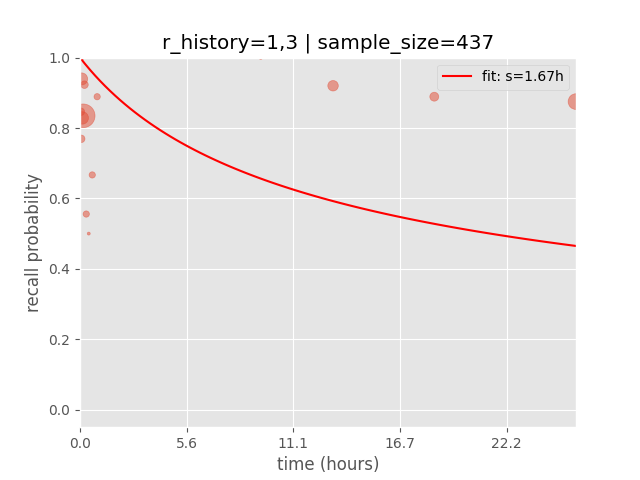 r_history=1,3 | sample_size=437
fit: s=1.67h
1.0
0.8
0.6
0.4
0.2
0.0
recall probability
0.0 5.6 11.1 16.7 22.2
time (hours)